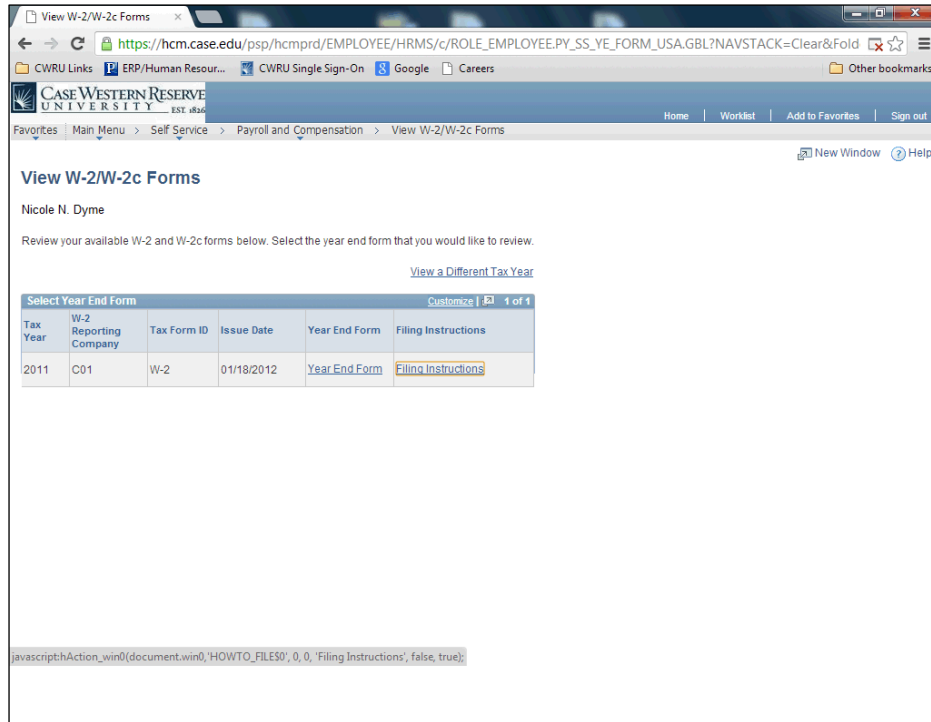 View W-2/W-2c Forms
https://hcm.case.edu/psp/hcmprd/EMPLOYEE/HRMS/c/ROLE_EMPLOYEE.PY_SS_YE_FORM_USA.GBL?NAVSTACK=Clear&Fold
CWRU Links ERP/Human Resour... CWRU Single Sign-On Google Careers Other bookmarks
CASE WESTERN RESERVE
UNIVERSITY EST. 1826
Home | Worklist | Add to Favorites | Sign out
Favorites Main Menu > Self Service > Payroll and Compensation > View W-2/W-2c Forms
New Window ? Help
View W-2/W-2c Forms
Nicole N. Dyme
Review your available W-2 and W-2c forms below. Select the year end form that you would like to review.
View a Different Tax Year
Select Year End Form Customize | 1 of 1
Tax Year W-2 Reporting Company Tax Form ID Issue Date Year End Form Filing Instructions
2011 C01 W-2 01/18/2012 Year End Form Filing Instructions
javascript:hAction_win0(document.win0,'HOWTO_FILE$0', 0, 0, 'Filing Instructions', false, true);